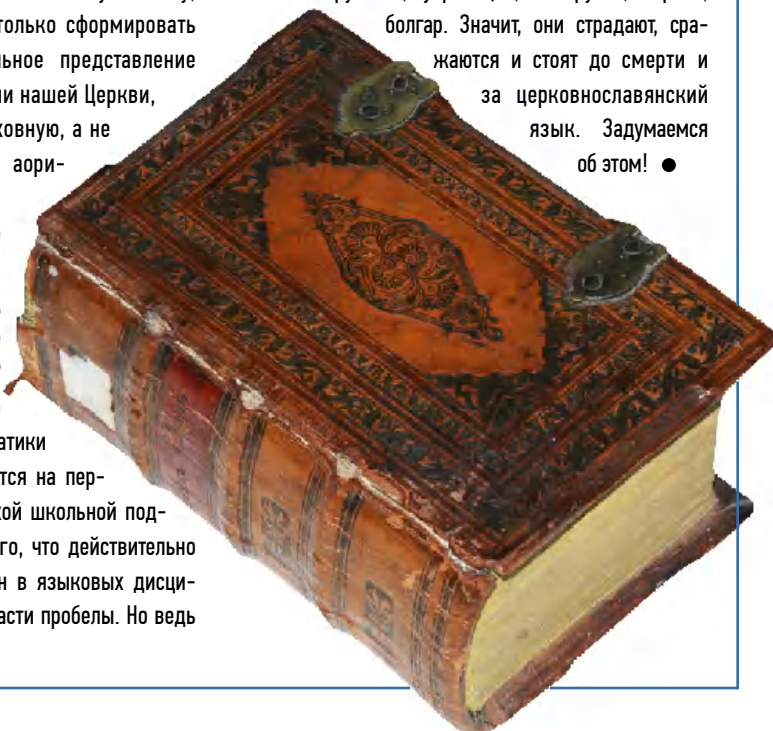 только сформировать
льное представление
ии нашей Церкви,
ховную, а не
аори-
атики
тся на пер-
кой школьной под-
го, что действительно
н в языковых дисци-
асти пробелы. Но ведь
болгар. Значит, они страдают, сра-
жаются и стоят до смерти и
за церковнославянский
язык. Задумаемся
об этом! ●